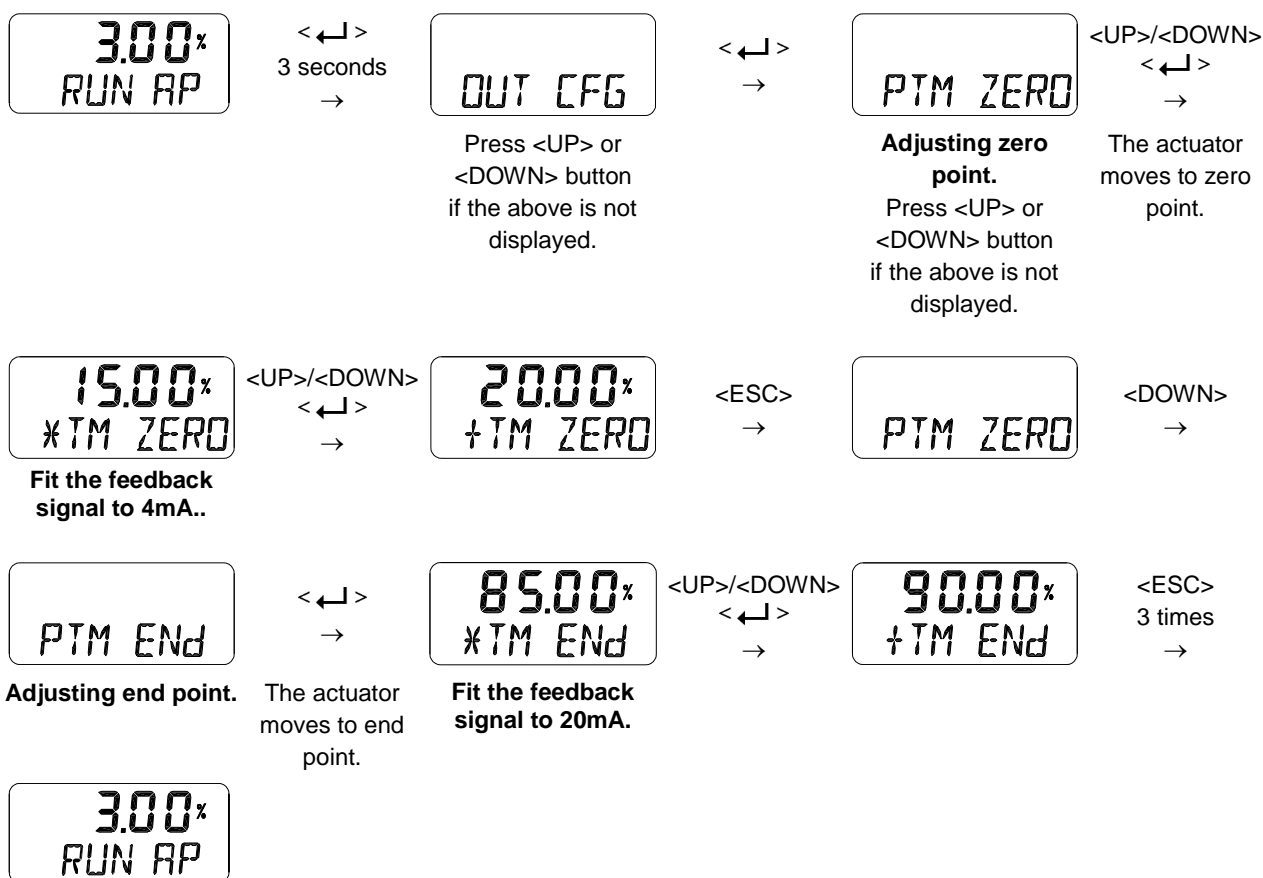 3.00%
RUN AP
< ↵ >
3 seconds
→
OUT CFG
Press <UP> or
<DOWN> button
if the above is not
displayed.
< ↵ >
→
PTM ZERO
Adjusting zero
point.
Press <UP> or
<DOWN> button
if the above is not
displayed.
<UP>/<DOWN>
< ↵ >
→
The actuator
moves to zero
point.
15.00%
*TM ZERO
Fit the feedback
signal to 4mA..
<UP>/<DOWN>
< ↵ >
→
20.00%
+TM ZERO
<ESC>
→
PTM ZERO
<DOWN>
→
PTM ENd
Adjusting end point.
< ↵ >
→
The actuator
moves to end
point.
85.00%
*TM ENd
Fit the feedback
signal to 20mA.
<UP>/<DOWN>
< ↵ >
→
90.00%
+TM ENd
<ESC>
3 times
→
3.00%
RUN AP